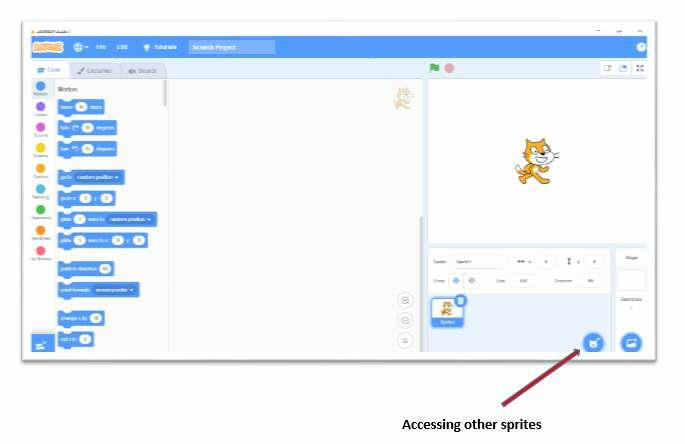 File Edit Tutorials Scratch Project
Code Costumes Sounds
Motion
Motion
move 10 steps
Looks
turn 15 degrees
Sound
turn 15 degrees
Events
go to random position
Control
go to x: 0 y: 0
Sensing
glide 1 secs to random position
Operators
Variables
glide 1 secs to x: 0 y: 0
My Blocks
point in direction 90
point towards mouse-pointer
change x by 10
set x to 0
Sprite Sprite1 x y
Show Size 100 Direction 90
Stage
Backdrops
Sprite1
Accessing other sprites